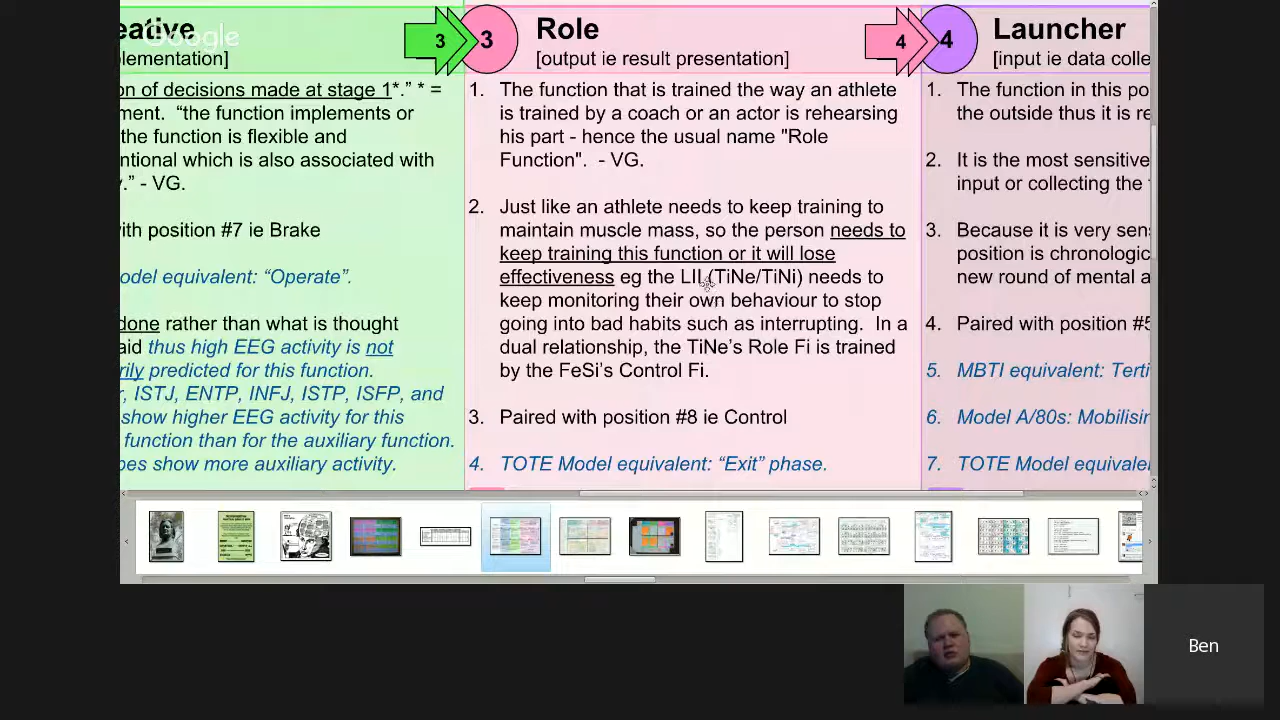 eative
Google
plementation]
3
3
Role
[output ie result presentation]
4
4
Launcher
[input ie data colle
on of decisions made at stage 1*.” * =
ment. “the function implements or
the function is flexible and
ntional which is also associated with
y.” - VG.
vith position #7 ie Brake
odel equivalent: “Operate”.
done rather than what is thought
aid thus high EEG activity is not
rily predicted for this function.
r, ISTJ, ENTP, INFJ, ISTP, ISFP, and
show higher EEG activity for this
function than for the auxiliary function.
pes show more auxiliary activity.
1. The function that is trained the way an athlete
is trained by a coach or an actor is rehearsing
his part - hence the usual name "Role
Function". - VG.
2. Just like an athlete needs to keep training to
maintain muscle mass, so the person needs to
keep training this function or it will lose
effectiveness eg the LII (TiNe/TiNi) needs to
keep monitoring their own behaviour to stop
going into bad habits such as interrupting. In a
dual relationship, the TiNe’s Role Fi is trained
by the FeSi’s Control Fi.
3. Paired with position #8 ie Control
4. TOTE Model equivalent: “Exit” phase.
1. The function in this po
the outside thus it is re
2. It is the most sensitive
input or collecting the
3. Because it is very sen
position is chronologic
new round of mental a
4. Paired with position #5
5. MBTI equivalent: Terti
6. Model A/80s: Mobilisin
7. TOTE Model equivale
Ben